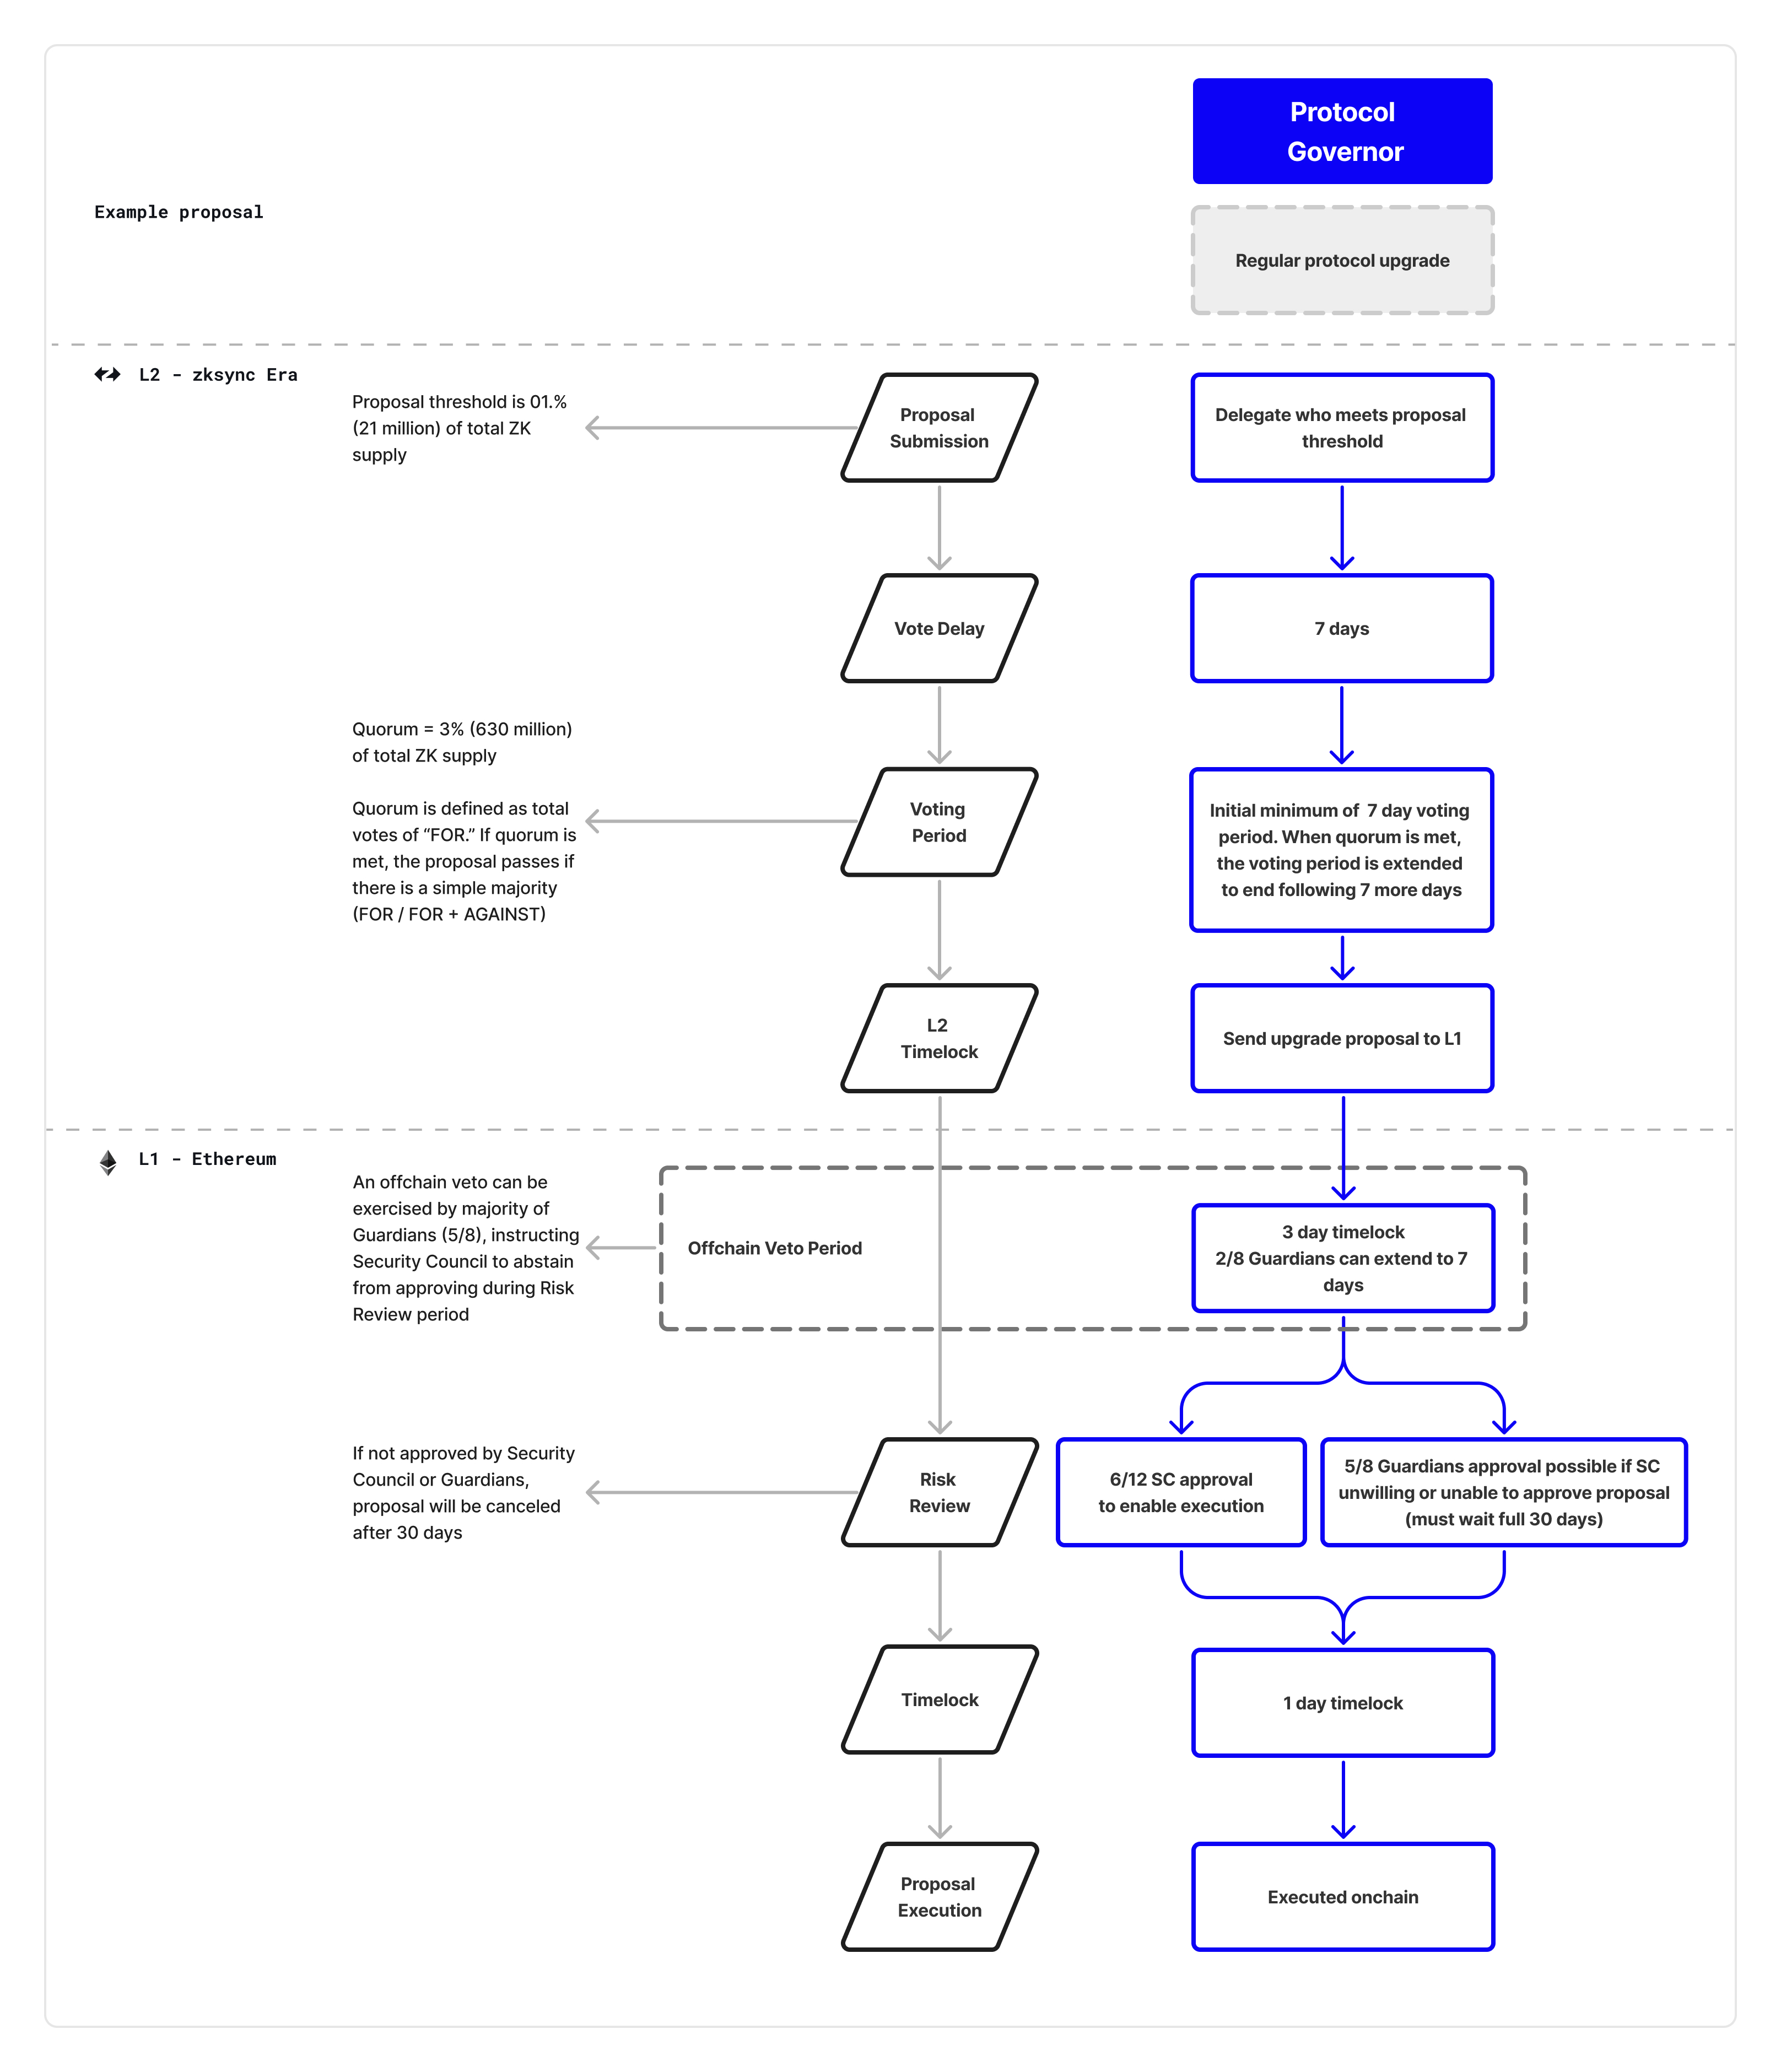 Protocol
Governor
Example proposal
Regular protocol upgrade
L2 - zksync Era
Proposal threshold is 01.%
(21 million) of total ZK
supply
Proposal
Submission
Delegate who meets proposal
threshold
Vote Delay
7 days
Quorum = 3% (630 million)
of total ZK supply
Quorum is defined as total
votes of “FOR.” If quorum is
met, the proposal passes if
there is a simple majority
(FOR / FOR + AGAINST)
Voting
Period
Initial minimum of 7 day voting
period. When quorum is met,
the voting period is extended
to end following 7 more days
L2
Timelock
Send upgrade proposal to L1
L1 - Ethereum
An offchain veto can be
exercised by majority of
Guardians (5/8), instructing
Security Council to abstain
from approving during Risk
Review period
Offchain Veto Period
3 day timelock
2/8 Guardians can extend to 7
days
If not approved by Security
Council or Guardians,
proposal will be canceled
after 30 days
Risk
Review
6/12 SC approval
to enable execution
5/8 Guardians approval possible if SC
unwilling or unable to approve proposal
(must wait full 30 days)
Timelock
1 day timelock
Proposal
Execution
Executed onchain